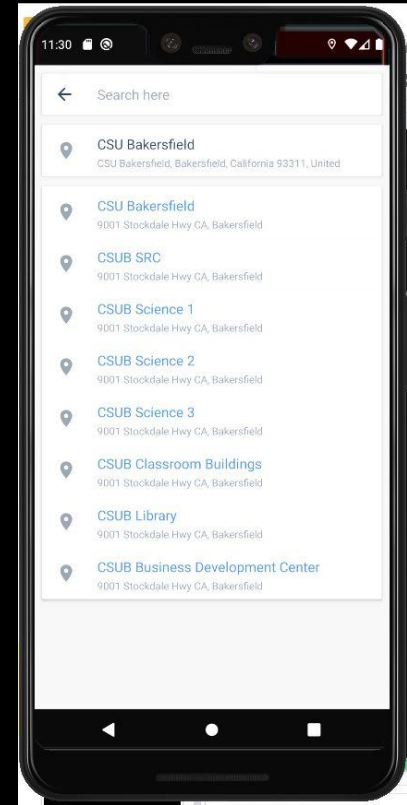 11:30
Search here
CSU Bakersfield
CSU Bakersfield, Bakersfield, California 93311, United
CSU Bakersfield
9001 Stockdale Hwy CA, Bakersfield
CSUB SRC
9001 Stockdale Hwy CA, Bakersfield
CSUB Science 1
9001 Stockdale Hwy CA, Bakersfield
CSUB Science 2
9001 Stockdale Hwy CA, Bakersfield
CSUB Science 3
9001 Stockdale Hwy CA, Bakersfield
CSUB Classroom Buildings
9001 Stockdale Hwy CA, Bakersfield
CSUB Library
9001 Stockdale Hwy CA, Bakersfield
CSUB Business Development Center
9001 Stockdale Hwy CA, Bakersfield